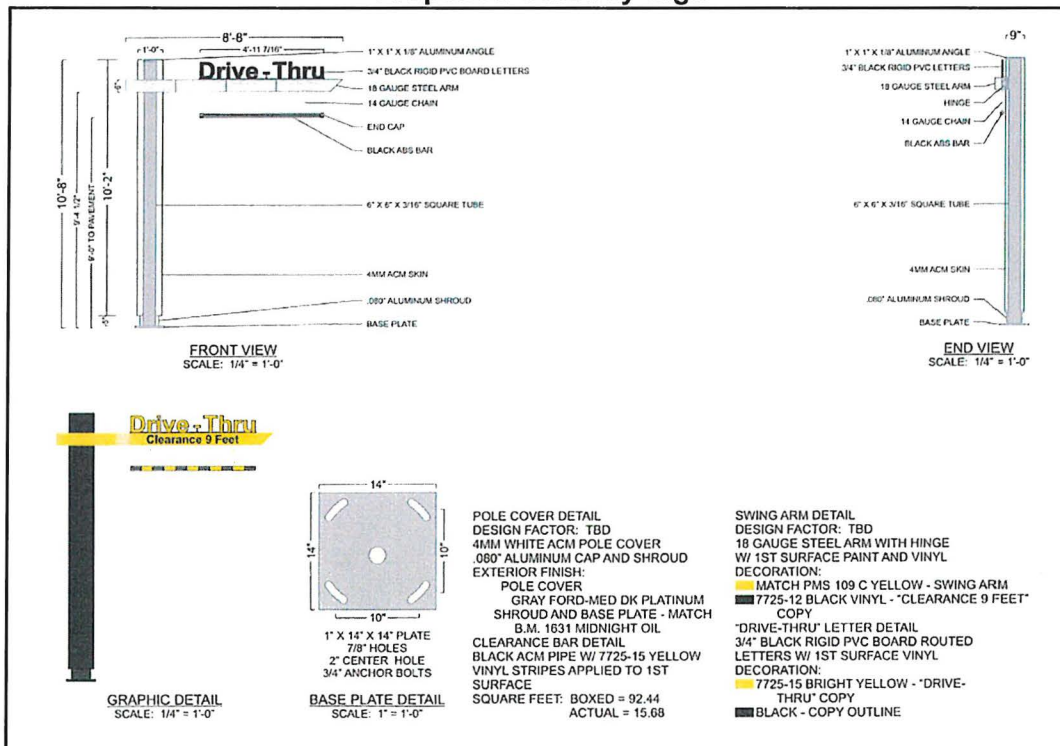 8'-8"
1'-0"
4'-11 7/16"
1" X 1" X 1/8" ALUMINUM ANGLE
Drive-Thru
3/4" BLACK RIGID PVC BOARD LETTERS
18 GAUGE STEEL ARM
14 GAUGE CHAIN
END CAP
BLACK ABS BAR
6"
10'-8"
9'-4 1/2"
9'-0" TO PAVEMENT
10'-2"
6" X 6" X 3/16" SQUARE TUBE
4MM ACM SKIN
.080" ALUMINUM SHROUD
BASE PLATE
5"
FRONT VIEW
SCALE: 1/4" = 1'-0"
9"
1" X 1" X 1/8" ALUMINUM ANGLE
3/4" BLACK RIGID PVC LETTERS
18 GAUGE STEEL ARM
HINGE
14 GAUGE CHAIN
BLACK ABS BAR
6" X 6" X 3/16" SQUARE TUBE
4MM ACM SKIN
.080" ALUMINUM SHROUD
BASE PLATE
END VIEW
SCALE: 1/4" = 1'-0"
Drive-Thru
Clearance 9 Feet
GRAPHIC DETAIL
SCALE: 1/4" = 1'-0"
14"
14"
10"
10"
1" X 14" X 14" PLATE
7/8" HOLES
2" CENTER HOLE
3/4" ANCHOR BOLTS
BASE PLATE DETAIL
SCALE: 1" = 1'-0"
POLE COVER DETAIL
DESIGN FACTOR: TBD
4MM WHITE ACM POLE COVER
.080" ALUMINUM CAP AND SHROUD
EXTERIOR FINISH:
POLE COVER
GRAY FORD-MED DK PLATINUM
SHROUD AND BASE PLATE - MATCH
B.M. 1631 MIDNIGHT OIL
CLEARANCE BAR DETAIL
BLACK ACM PIPE W/ 7725-15 YELLOW
VINYL STRIPES APPLIED TO 1ST
SURFACE
SQUARE FEET: BOXED = 92.44
ACTUAL = 15.68
SWING ARM DETAIL
DESIGN FACTOR: TBD
18 GAUGE STEEL ARM WITH HINGE
W/ 1ST SURFACE PAINT AND VINYL
DECORATION:
MATCH PMS 109 C YELLOW - SWING ARM
7725-12 BLACK VINYL - "CLEARANCE 9 FEET"
COPY
"DRIVE-THRU" LETTER DETAIL
3/4" BLACK RIGID PVC BOARD ROUTED
LETTERS W/ 1ST SURFACE VINYL
DECORATION:
7725-15 BRIGHT YELLOW - "DRIVE-
THRU" COPY
BLACK - COPY OUTLINE